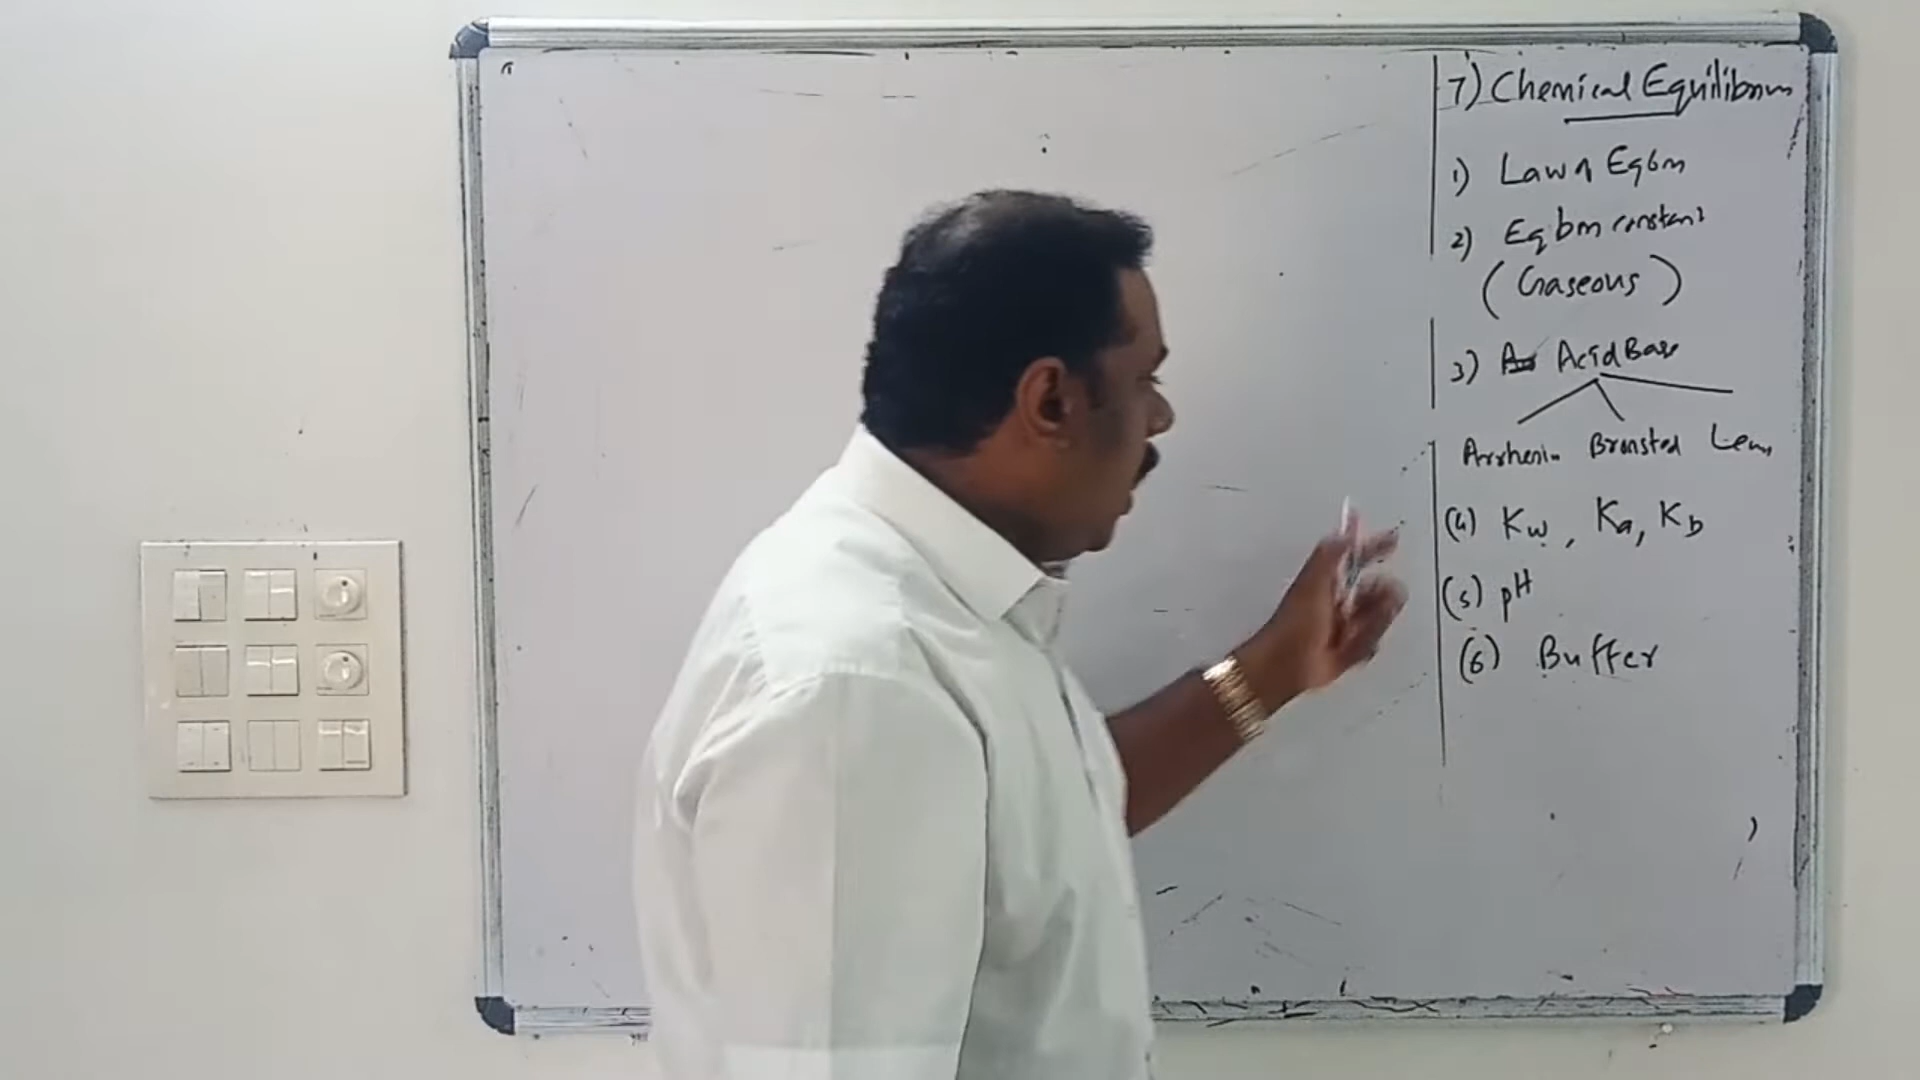 7) Chemical Equilibrium
1) Law of Eqbm
2) Eqbm constant
(Gaseous)
3) Acid Base
Arrhenius Bronsted Lewis
(4) Kw, Ka, Kb
(5) pH
(6) Buffer